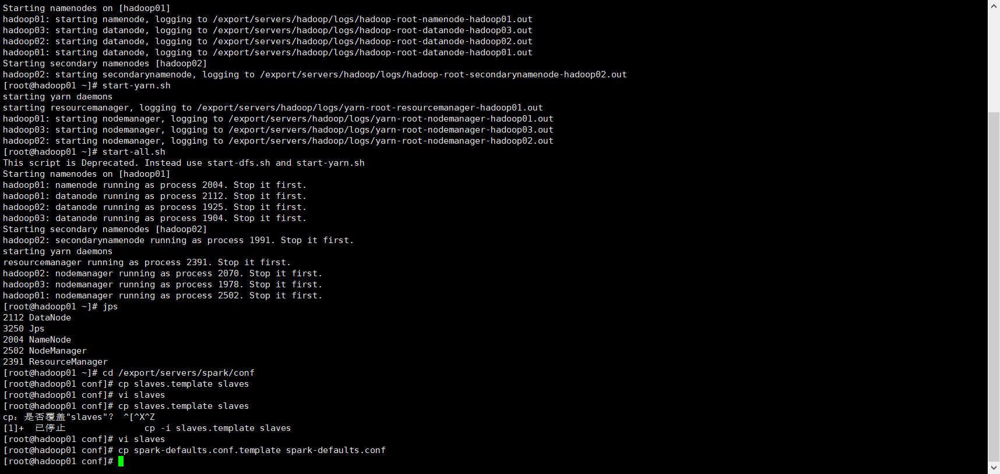 Starting namenodes on [hadoop01]
hadoop01: starting namenode, logging to /export/servers/hadoop/logs/hadoop-root-namenode-hadoop01.out
hadoop03: starting datanode, logging to /export/servers/hadoop/logs/hadoop-root-datanode-hadoop03.out
hadoop02: starting datanode, logging to /export/servers/hadoop/logs/hadoop-root-datanode-hadoop02.out
hadoop01: starting datanode, logging to /export/servers/hadoop/logs/hadoop-root-datanode-hadoop01.out
Starting secondary namenodes [hadoop02]
hadoop02: starting secondarynamenode, logging to /export/servers/hadoop/logs/hadoop-root-secondarynamenode-hadoop02.out
[root@hadoop01 ~]# start-yarn.sh
starting yarn daemons
starting resourcemanager, logging to /export/servers/hadoop/logs/yarn-root-resourcemanager-hadoop01.out
hadoop01: starting nodemanager, logging to /export/servers/hadoop/logs/yarn-root-nodemanager-hadoop01.out
hadoop03: starting nodemanager, logging to /export/servers/hadoop/logs/yarn-root-nodemanager-hadoop03.out
hadoop02: starting nodemanager, logging to /export/servers/hadoop/logs/yarn-root-nodemanager-hadoop02.out
[root@hadoop01 ~]# start-all.sh
This script is Deprecated. Instead use start-dfs.sh and start-yarn.sh
Starting namenodes on [hadoop01]
hadoop01: namenode running as process 2004. Stop it first.
hadoop01: datanode running as process 2112. Stop it first.
hadoop02: datanode running as process 1925. Stop it first.
hadoop03: datanode running as process 1904. Stop it first.
Starting secondary namenodes [hadoop02]
hadoop02: secondarynamenode running as process 1991. Stop it first.
starting yarn daemons
resourcemanager running as process 2391. Stop it first.
hadoop02: nodemanager running as process 2070. Stop it first.
hadoop03: nodemanager running as process 1978. Stop it first.
hadoop01: nodemanager running as process 2502. Stop it first.
[root@hadoop01 ~]# jps
2112 DataNode
3250 Jps
2004 NameNode
2502 NodeManager
2391 ResourceManager
[root@hadoop01 ~]# cd /export/servers/spark/conf
[root@hadoop01 conf]# cp slaves.template slaves
[root@hadoop01 conf]# vi slaves
[root@hadoop01 conf]# cp slaves.template slaves
cp：是否覆盖"slaves"？ ^[^X^Z
[1]+  已停止               cp -i slaves.template slaves
[root@hadoop01 conf]# vi slaves
[root@hadoop01 conf]# cp spark-defaults.conf.template spark-defaults.conf
[root@hadoop01 conf]#